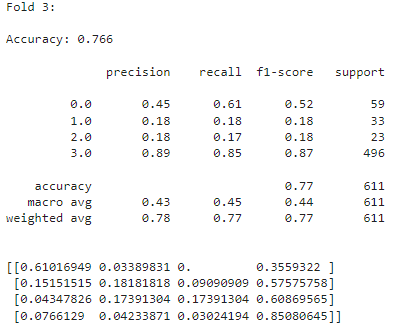 Fold 3:
Accuracy: 0.766
precision recall f1-score support
0.0 0.45 0.61 0.52 59
1.0 0.18 0.18 0.18 33
2.0 0.18 0.17 0.18 23
3.0 0.89 0.85 0.87 496
accuracy 0.77 611
macro avg 0.43 0.45 0.44 611
weighted avg 0.78 0.77 0.77 611
[[0.61016949 0.03389831 0. 0.3559322 ]
[0.15151515 0.18181818 0.09090909 0.57575758]
[0.04347826 0.17391304 0.17391304 0.60869565]
[0.0766129 0.04233871 0.03024194 0.85080645]]